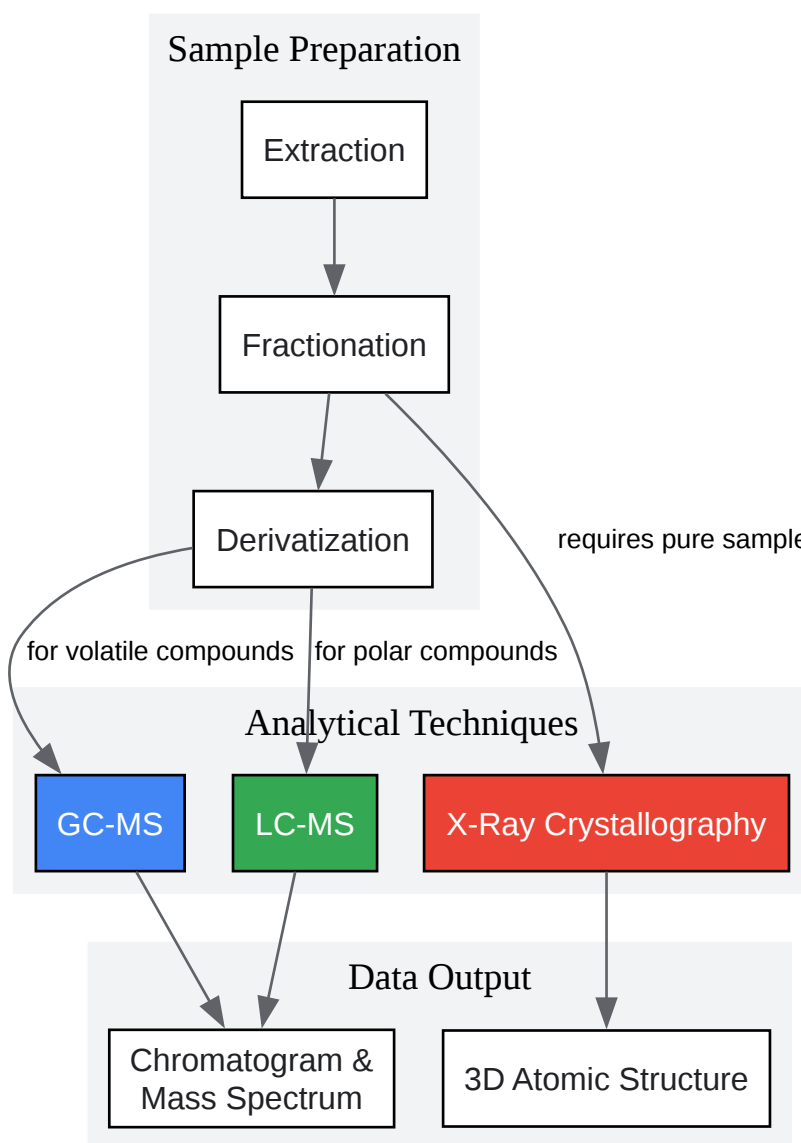 Sample Preparation
Extraction
Fractionation
Derivatization
requires pure sample
for volatile compounds
for polar compounds
Analytical Techniques
GC-MS
LC-MS
X-Ray Crystallography
Data Output
Chromatogram &
Mass Spectrum
3D Atomic Structure